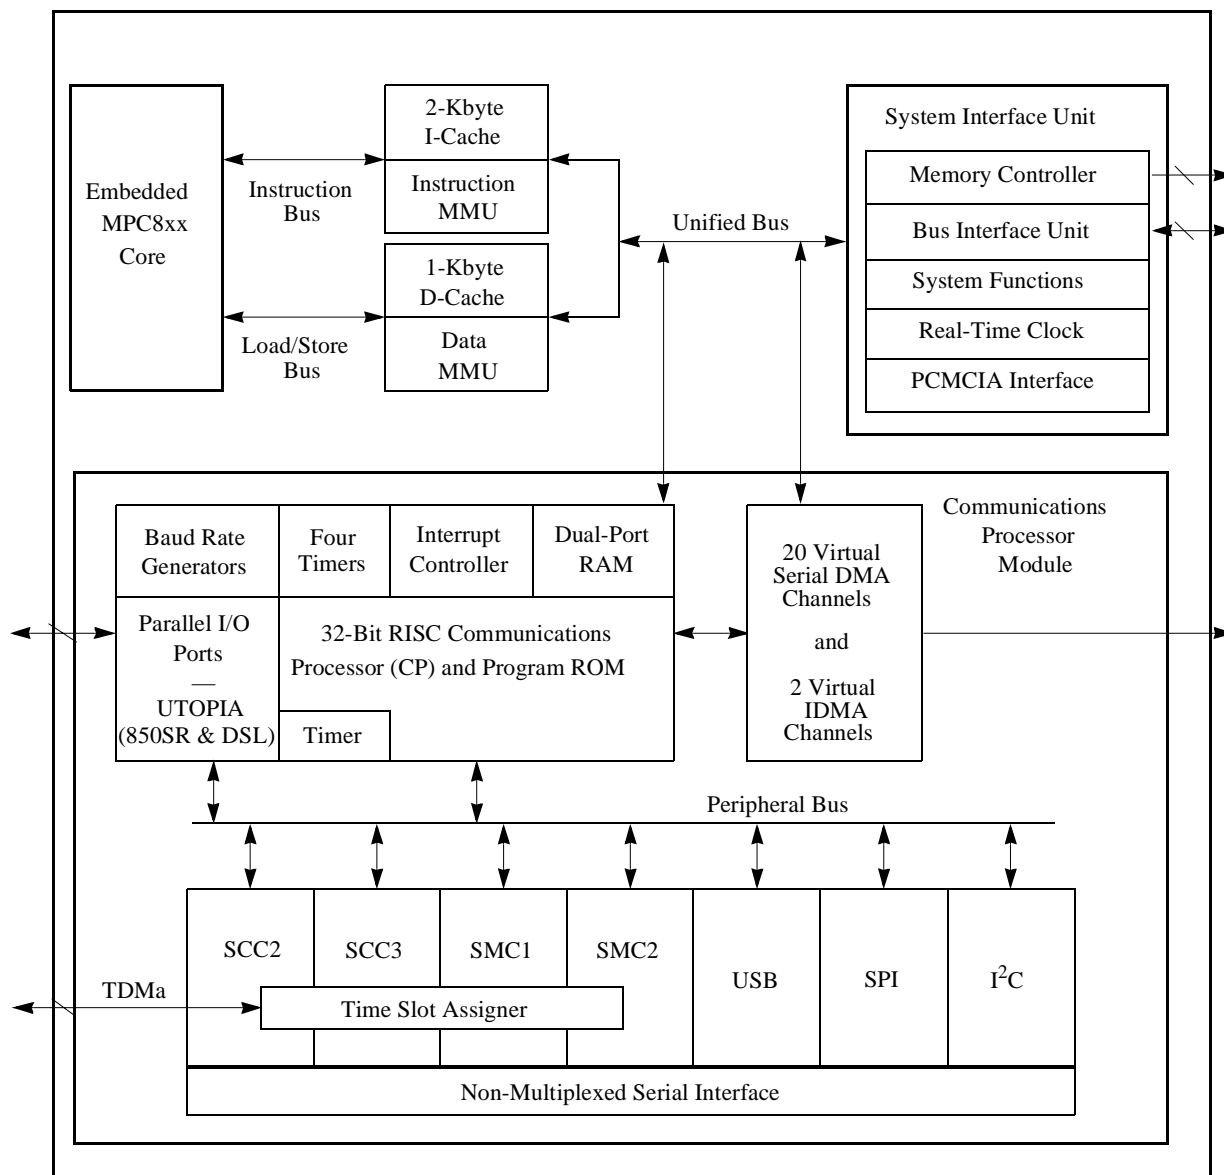 Embedded
MPC8xx
Core
Instruction
Bus
Load/Store
Bus
2-Kbyte
I-Cache
Instruction
MMU
1-Kbyte
D-Cache
Data
MMU
Unified Bus
System Interface Unit
Memory Controller
Bus Interface Unit
System Functions
Real-Time Clock
PCMCIA Interface
Communications
Processor
Module
Baud Rate
Generators
Four
Timers
Interrupt
Controller
Dual-Port
RAM
Parallel I/O
Ports
—
UTOPIA
(850SR & DSL)
32-Bit RISC Communications
Processor (CP) and Program ROM
Timer
20 Virtual
Serial DMA
Channels
and
2 Virtual
IDMA
Channels
Peripheral Bus
SCC2
SCC3
SMC1
SMC2
USB
SPI
I²C
TDMa
Time Slot Assigner
Non-Multiplexed Serial Interface